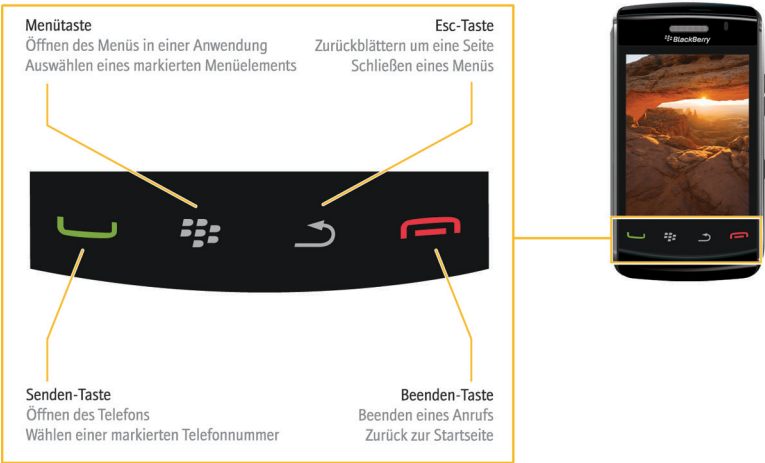 Menütaste
Öffnen des Menüs in einer Anwendung
Auswählen eines markierten Menüelements
Esc-Taste
Zurückblättern um eine Seite
Schließen eines Menüs
BlackBerry
Senden-Taste
Öffnen des Telefons
Wählen einer markierten Telefonnummer
Beenden-Taste
Beenden eines Anrufs
Zurück zur Startseite